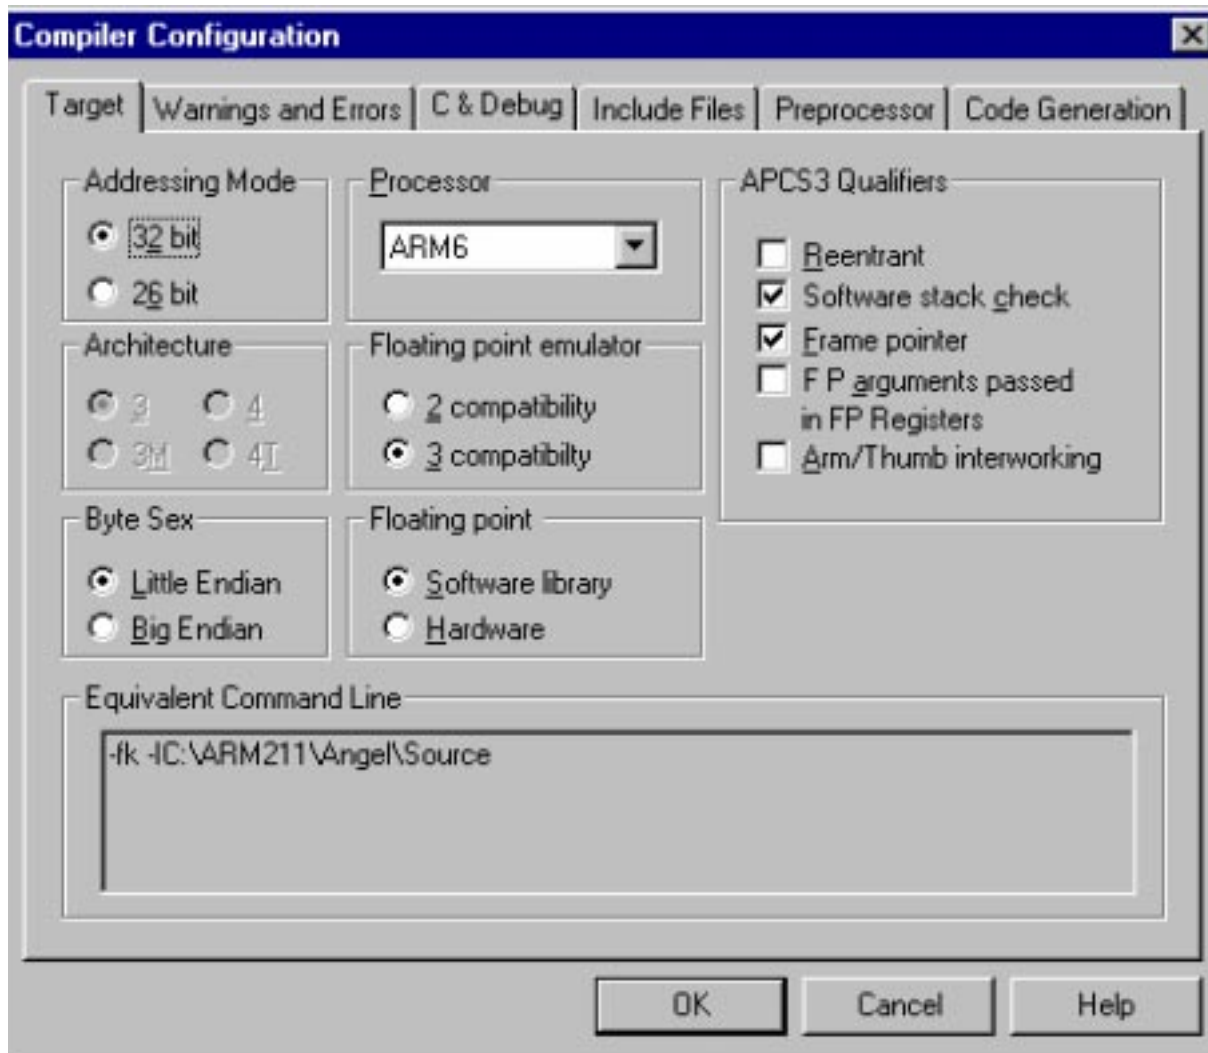 Compiler Configuration
Target
Warnings and Errors
C & Debug
Include Files
Preprocessor
Code Generation
Addressing Mode
32 bit
26 bit
Processor
ARM6
APCS3 Qualifiers
Reentrant
Software stack check
Frame pointer
F P arguments passed
in FP Registers
Arm/Thumb interworking
Architecture
3
4
3M
4T
Floating point emulator
2 compatibility
3 compatibilty
Byte Sex
Little Endian
Big Endian
Floating point
Software library
Hardware
Equivalent Command Line
-fk -IC:\ARM211\Angel\Source
OK
Cancel
Help